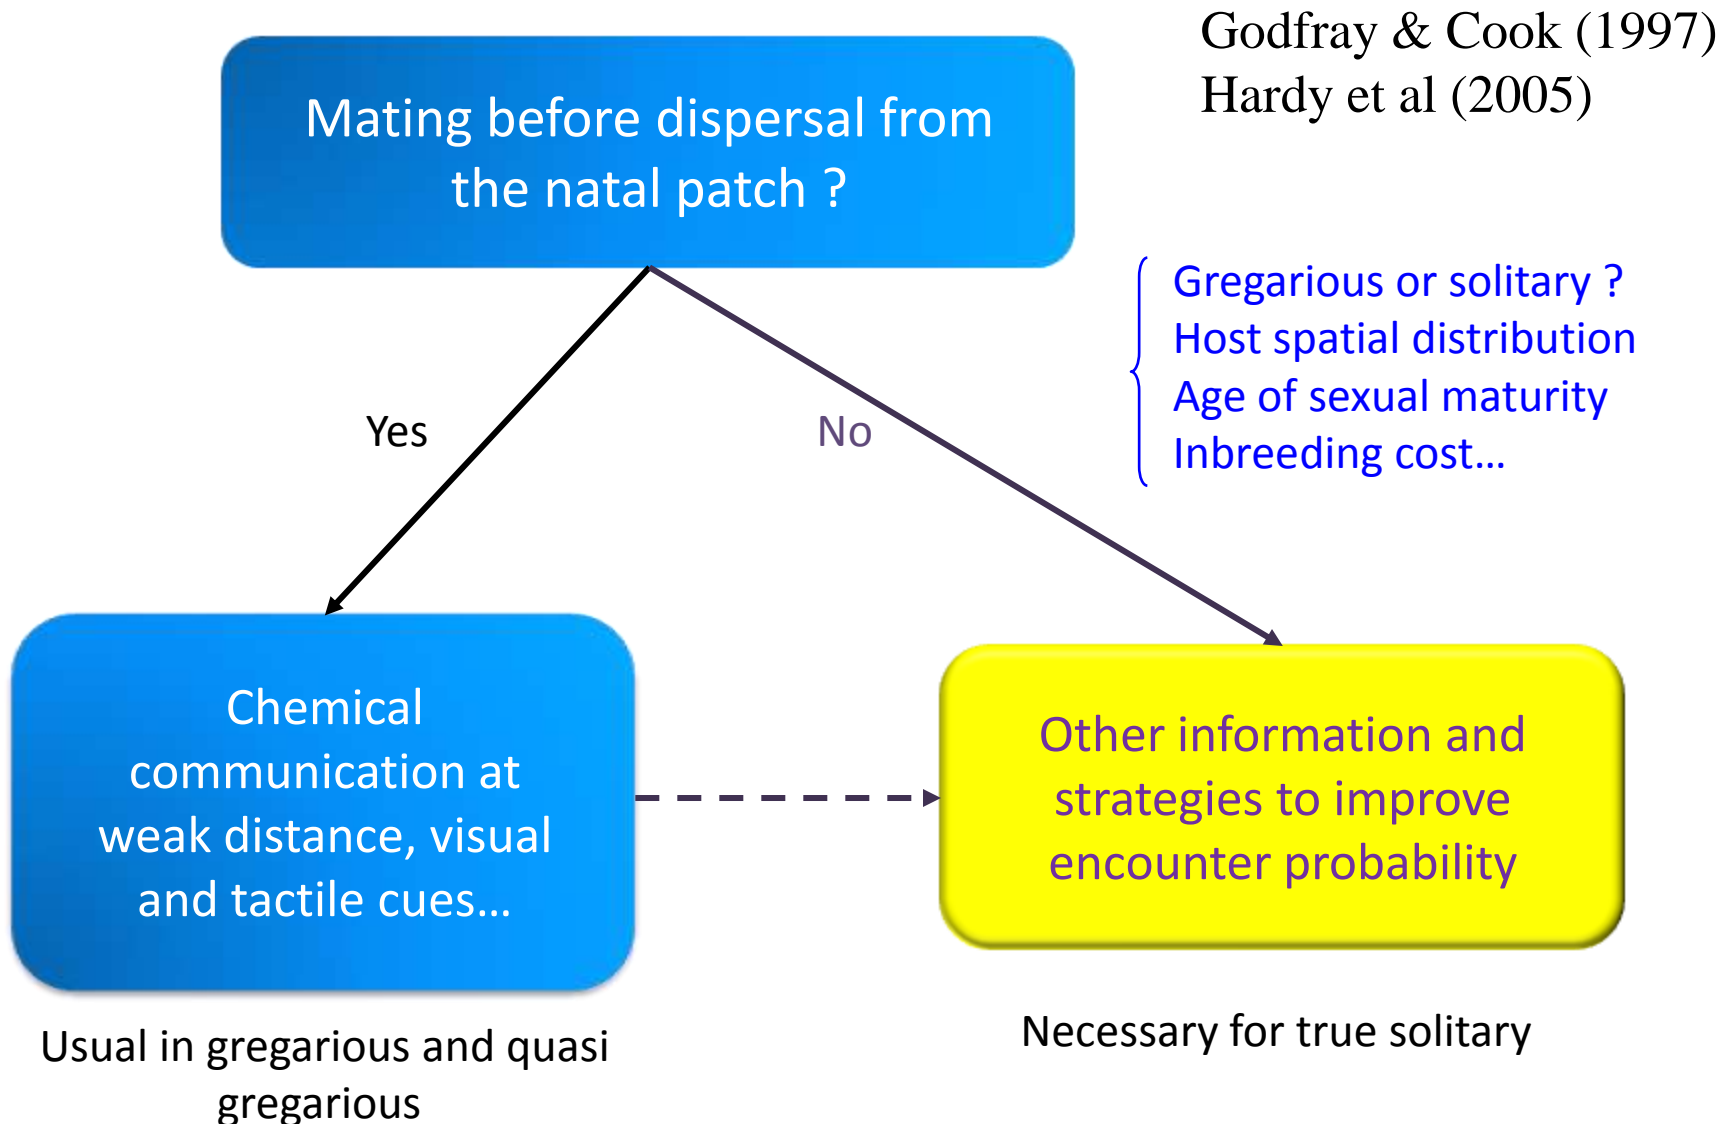 Godfray & Cook (1997)
Hardy et al (2005)
Mating before dispersal from
the natal patch ?
Gregarious or solitary ?
Host spatial distribution
Age of sexual maturity
Inbreeding cost…
Yes
No
Chemical
communication at
weak distance, visual
and tactile cues…
Other information and
strategies to improve
encounter probability
Usual in gregarious and quasi
gregarious
Necessary for true solitary